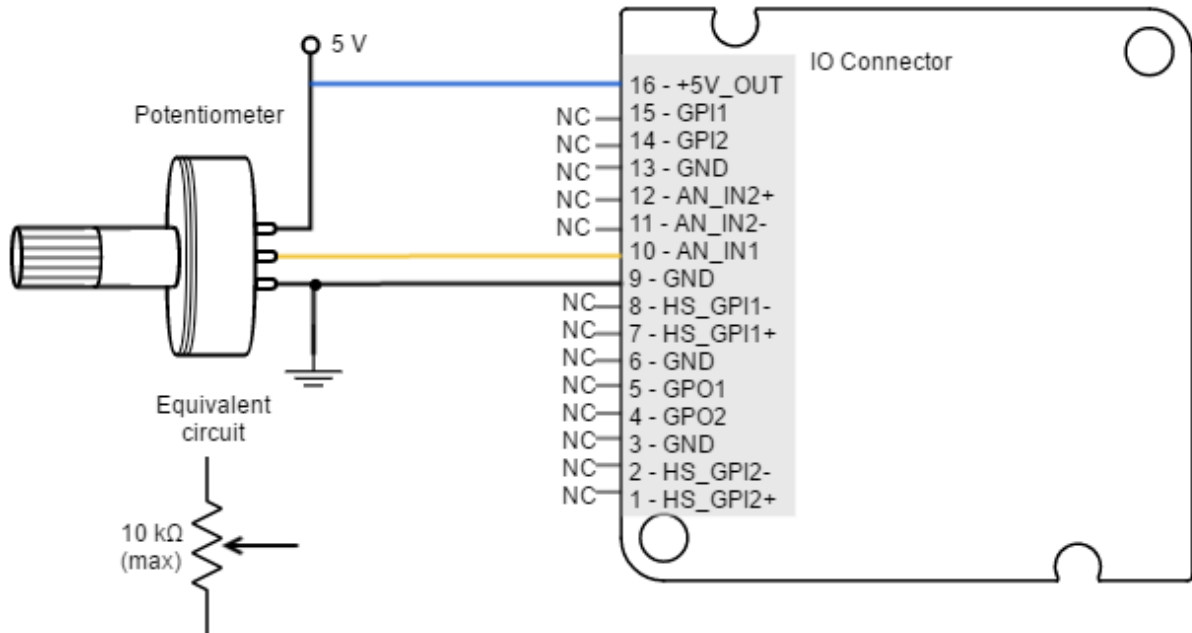 5 V
IO Connector
Potentiometer
16 - +5V_OUT
NC 15 - GPI1
NC 14 - GPI2
NC 13 - GND
NC 12 - AN_IN2+
NC 11 - AN_IN2-
10 - AN_IN1
9 - GND
NC 8 - HS_GPI1-
NC 7 - HS_GPI1+
NC 6 - GND
NC 5 - GPO1
NC 4 - GPO2
NC 3 - GND
NC 2 - HS_GPI2-
NC 1 - HS_GPI2+
Equivalent
circuit
10 kΩ
(max)